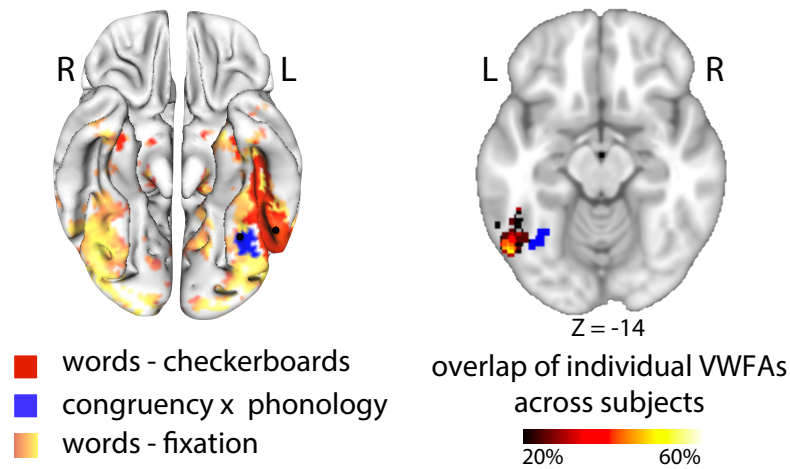 R
L
words - checkerboards
congruency x phonology
words - fixation
L
R
Z = -14
overlap of individual VWFAs
across subjects
20%
60%